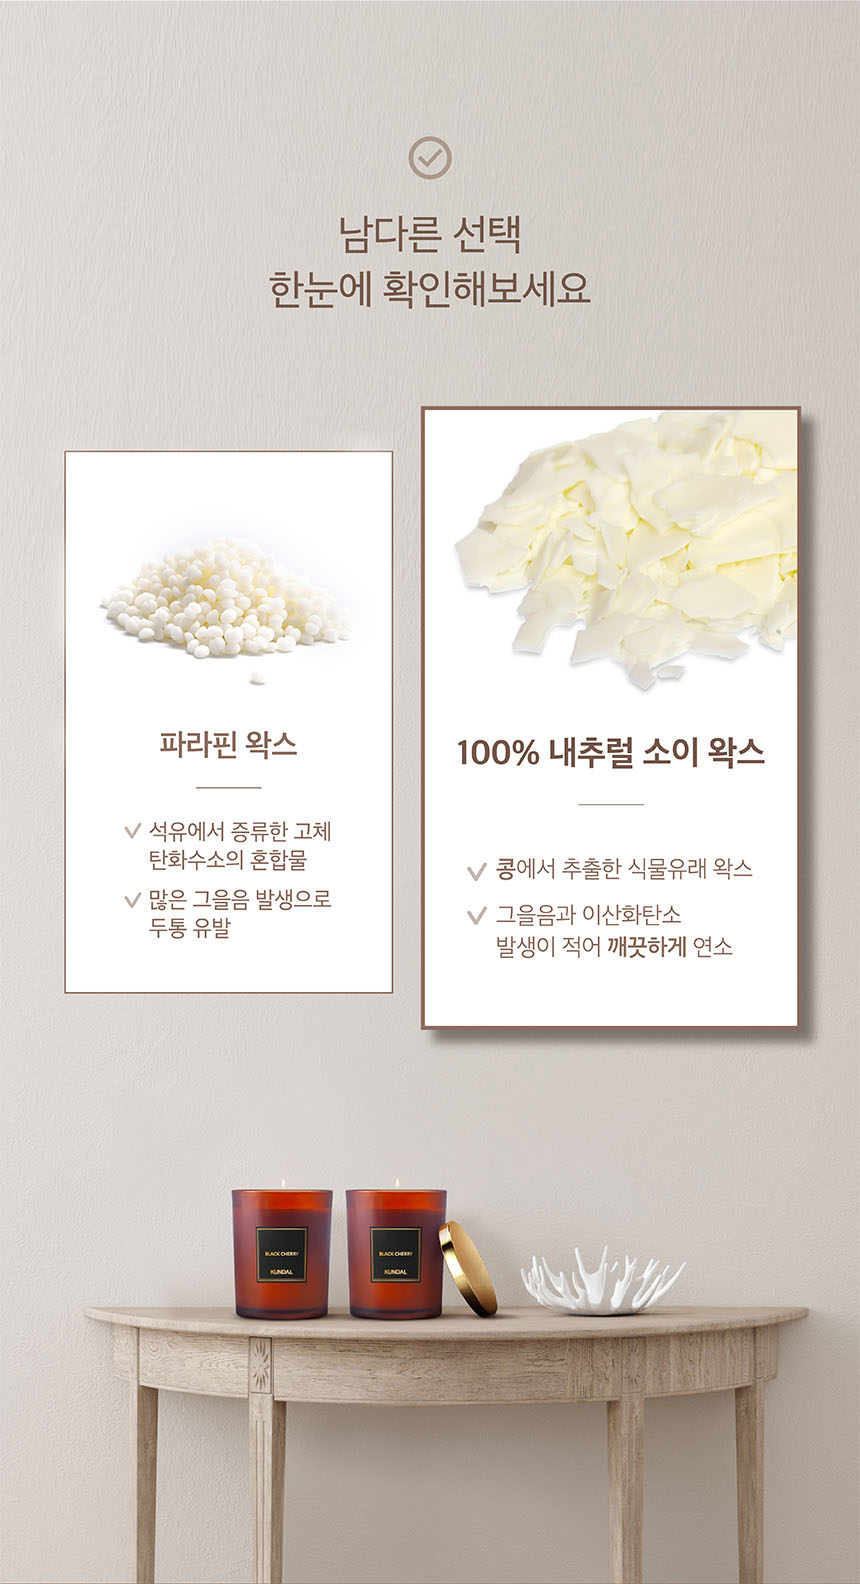 남다른 선택
한눈에 확인해보세요
파라핀 왁스
석유에서 증류한 고체
탄화수소의 혼합물
많은 그을음 발생으로
두통 유발
100% 내추럴 소이 왁스
콩에서 추출한 식물유래 왁스
그을음과 이산화탄소
발생이 적어 깨끗하게 연소
BLACK CHERRY
KUNDAL
BLACK CHERRY
KUNDAL